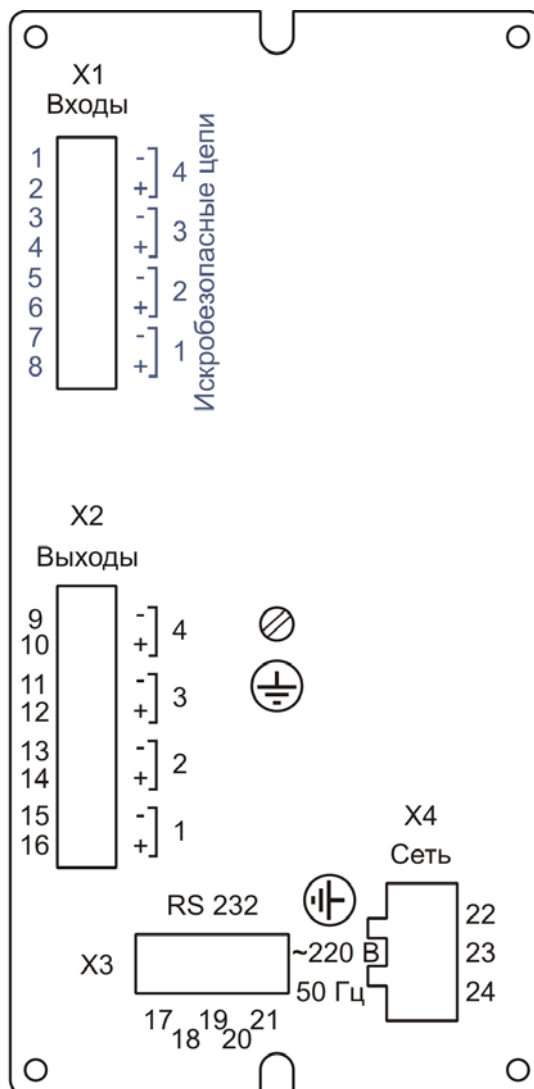 X1
Входы
1 - 4
2 +
3 - 3
4 +
5 - 2
6 +
7 - 1
8 +
Искробезопасные цепи
X2
Выходы
9 - 4
10 +
11 - 3
12 +
13 - 2
14 +
15 - 1
16 +
X4
Сеть
22
23
24
RS 232
X3
~220 В
50 Гц
17 19 21
18 20